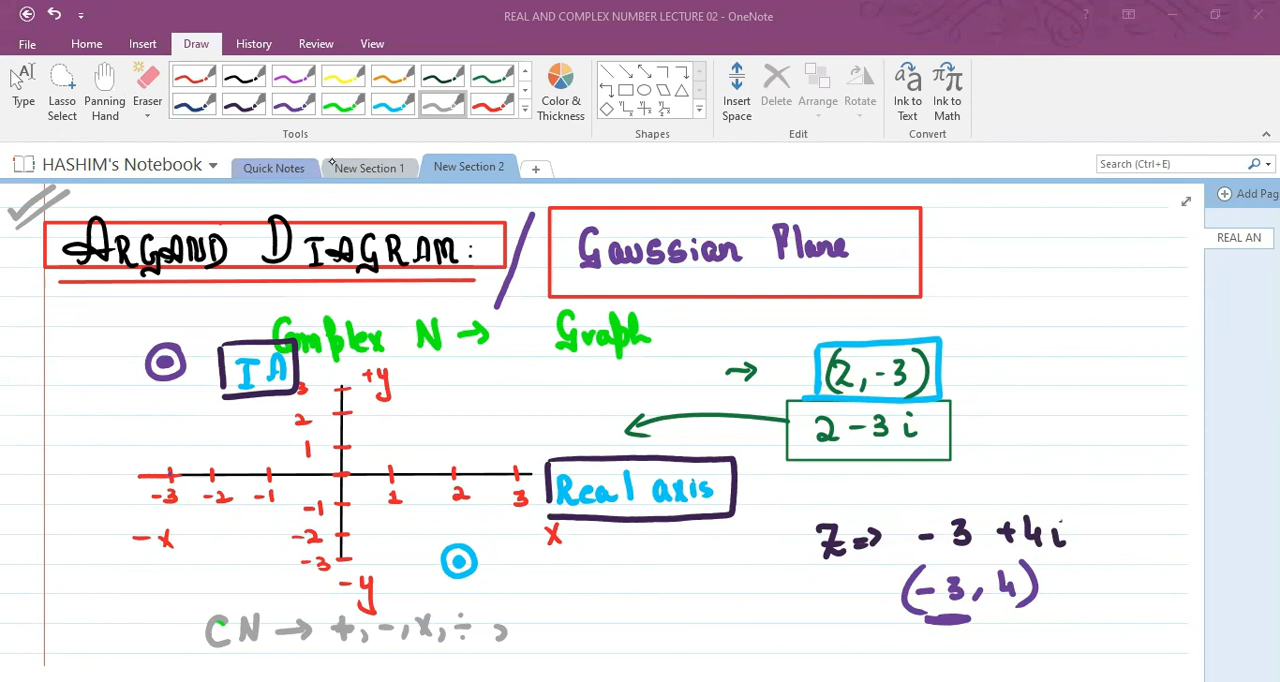 REAL AND COMPLEX NUMBER LECTURE 02 - OneNote
File Home Insert Draw History Review View
Type Lasso Select Panning Hand Eraser Color & Thickness Insert Space Delete Arrange Rotate Ink to Text Ink to Math
Tools Shapes Edit Convert
HASHIM's Notebook Quick Notes New Section 1 New Section 2 Search (Ctrl+E)
Add Pag
REAL AN
ARGAND DIAGRAM: / Gaussian Plane
Complex N → Graph
IA
+y
→ (2, -3)
2 - 3i
3
2
1
-3 -2 -1 1 2 3
Real axis
-1
-2
-3
-x
x
-y
Z => -3 + 4i
(-3, 4)
CN → +, -, x, ÷ ,